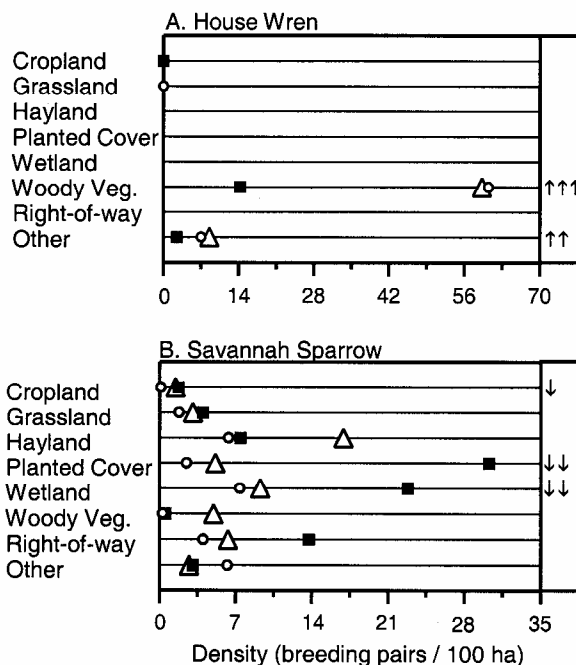 A. House Wren
Cropland
Grassland
Hayland
Planted Cover
Wetland
Woody Veg. ↑↑↑
Right-of-way
Other ↑↑
0 14 28 42 56 70
B. Savannah Sparrow
Cropland ↓
Grassland
Hayland
Planted Cover ↓↓
Wetland ↓↓
Woody Veg.
Right-of-way
Other
0 7 14 21 28 35
Density (breeding pairs / 100 ha)